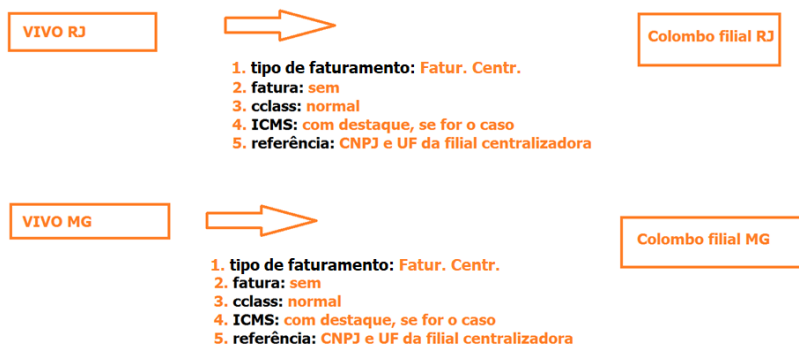 VIVO RJ
Colombo filial RJ
1. tipo de faturamento: Fatur. Centr.
2. fatura: sem
3. cclass: normal
4. ICMS: com destaque, se for o caso
5. referência: CNPJ e UF da filial centralizadora
VIVO MG
Colombo filial MG
1. tipo de faturamento: Fatur. Centr.
2. fatura: sem
3. cclass: normal
4. ICMS: com destaque, se for o caso
5. referência: CNPJ e UF da filial centralizadora